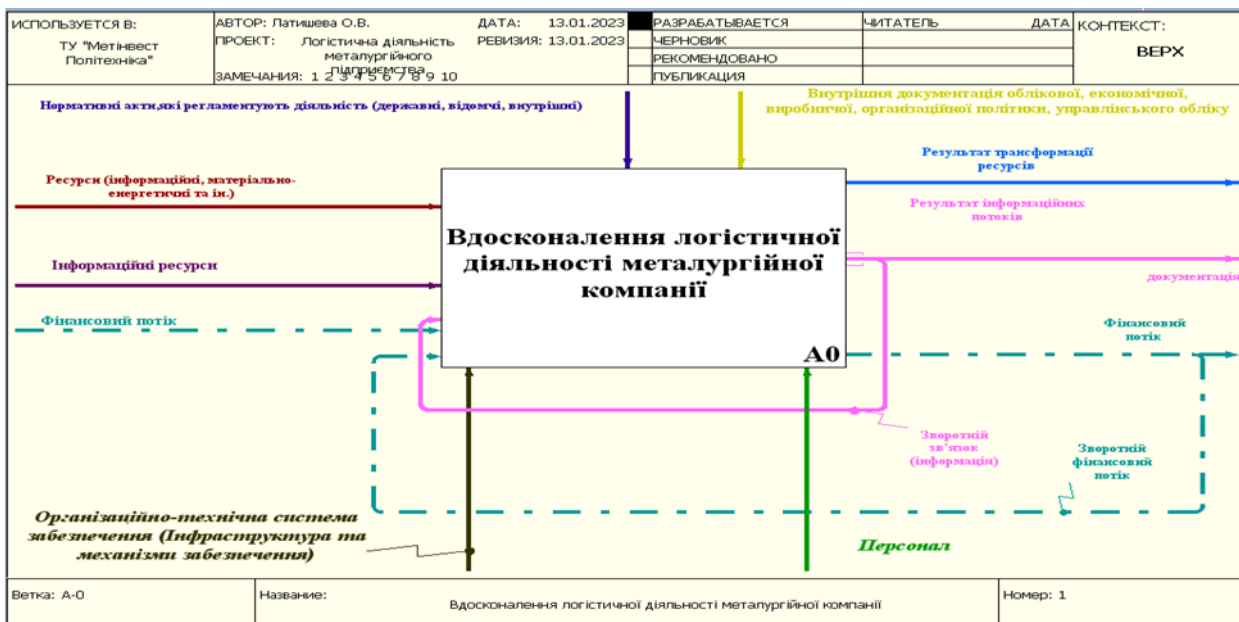 ИСПОЛЬЗУЕТСЯ В:
ТУ "Метінвест
Політехніка"
АВТОР: Латишева О.В.
ДАТА: 13.01.2023
ПРОЕКТ: Логістична діяльність
металургійного
підприємства
РЕВИЗИЯ: 13.01.2023
ЗАМЕЧАНИЯ: 1 2 3 4 5 6 7 8 9 10
РАЗРАБАТЫВАЕТСЯ
ЧЕРНОВИК
РЕКОМЕНДОВАНО
ПУБЛИКАЦИЯ
ЧИТАТЕЛЬ
ДАТА
КОНТЕКСТ:
ВЕРХ
Нормативні акти,які регламентують діяльність (державні, відомчі, внутрішні)
Внутрішня документація облікової, економічної,
виробничої, організаційної політики, управлінського обліку
Ресурси (інформаційні, матеріально-
енергетичні та ін.)
Інформаційні ресурси
Фінансовий потік
Вдосконалення логістичної
діяльності металургійної
компанії
A0
Результат трансформації
ресурсів
Результат інформаційних
потоків
документація
Фінансовий
потік
Зворотній
зв'язок
(інформація)
Зворотній
фінансовий
потік
Організаційно-технічна система
забезпечення (Інфраструктура та
механізми забезпечення)
Персонал
Ветка: A-0
Название:
Вдосконалення логістичної діяльності металургійної компанії
Номер: 1